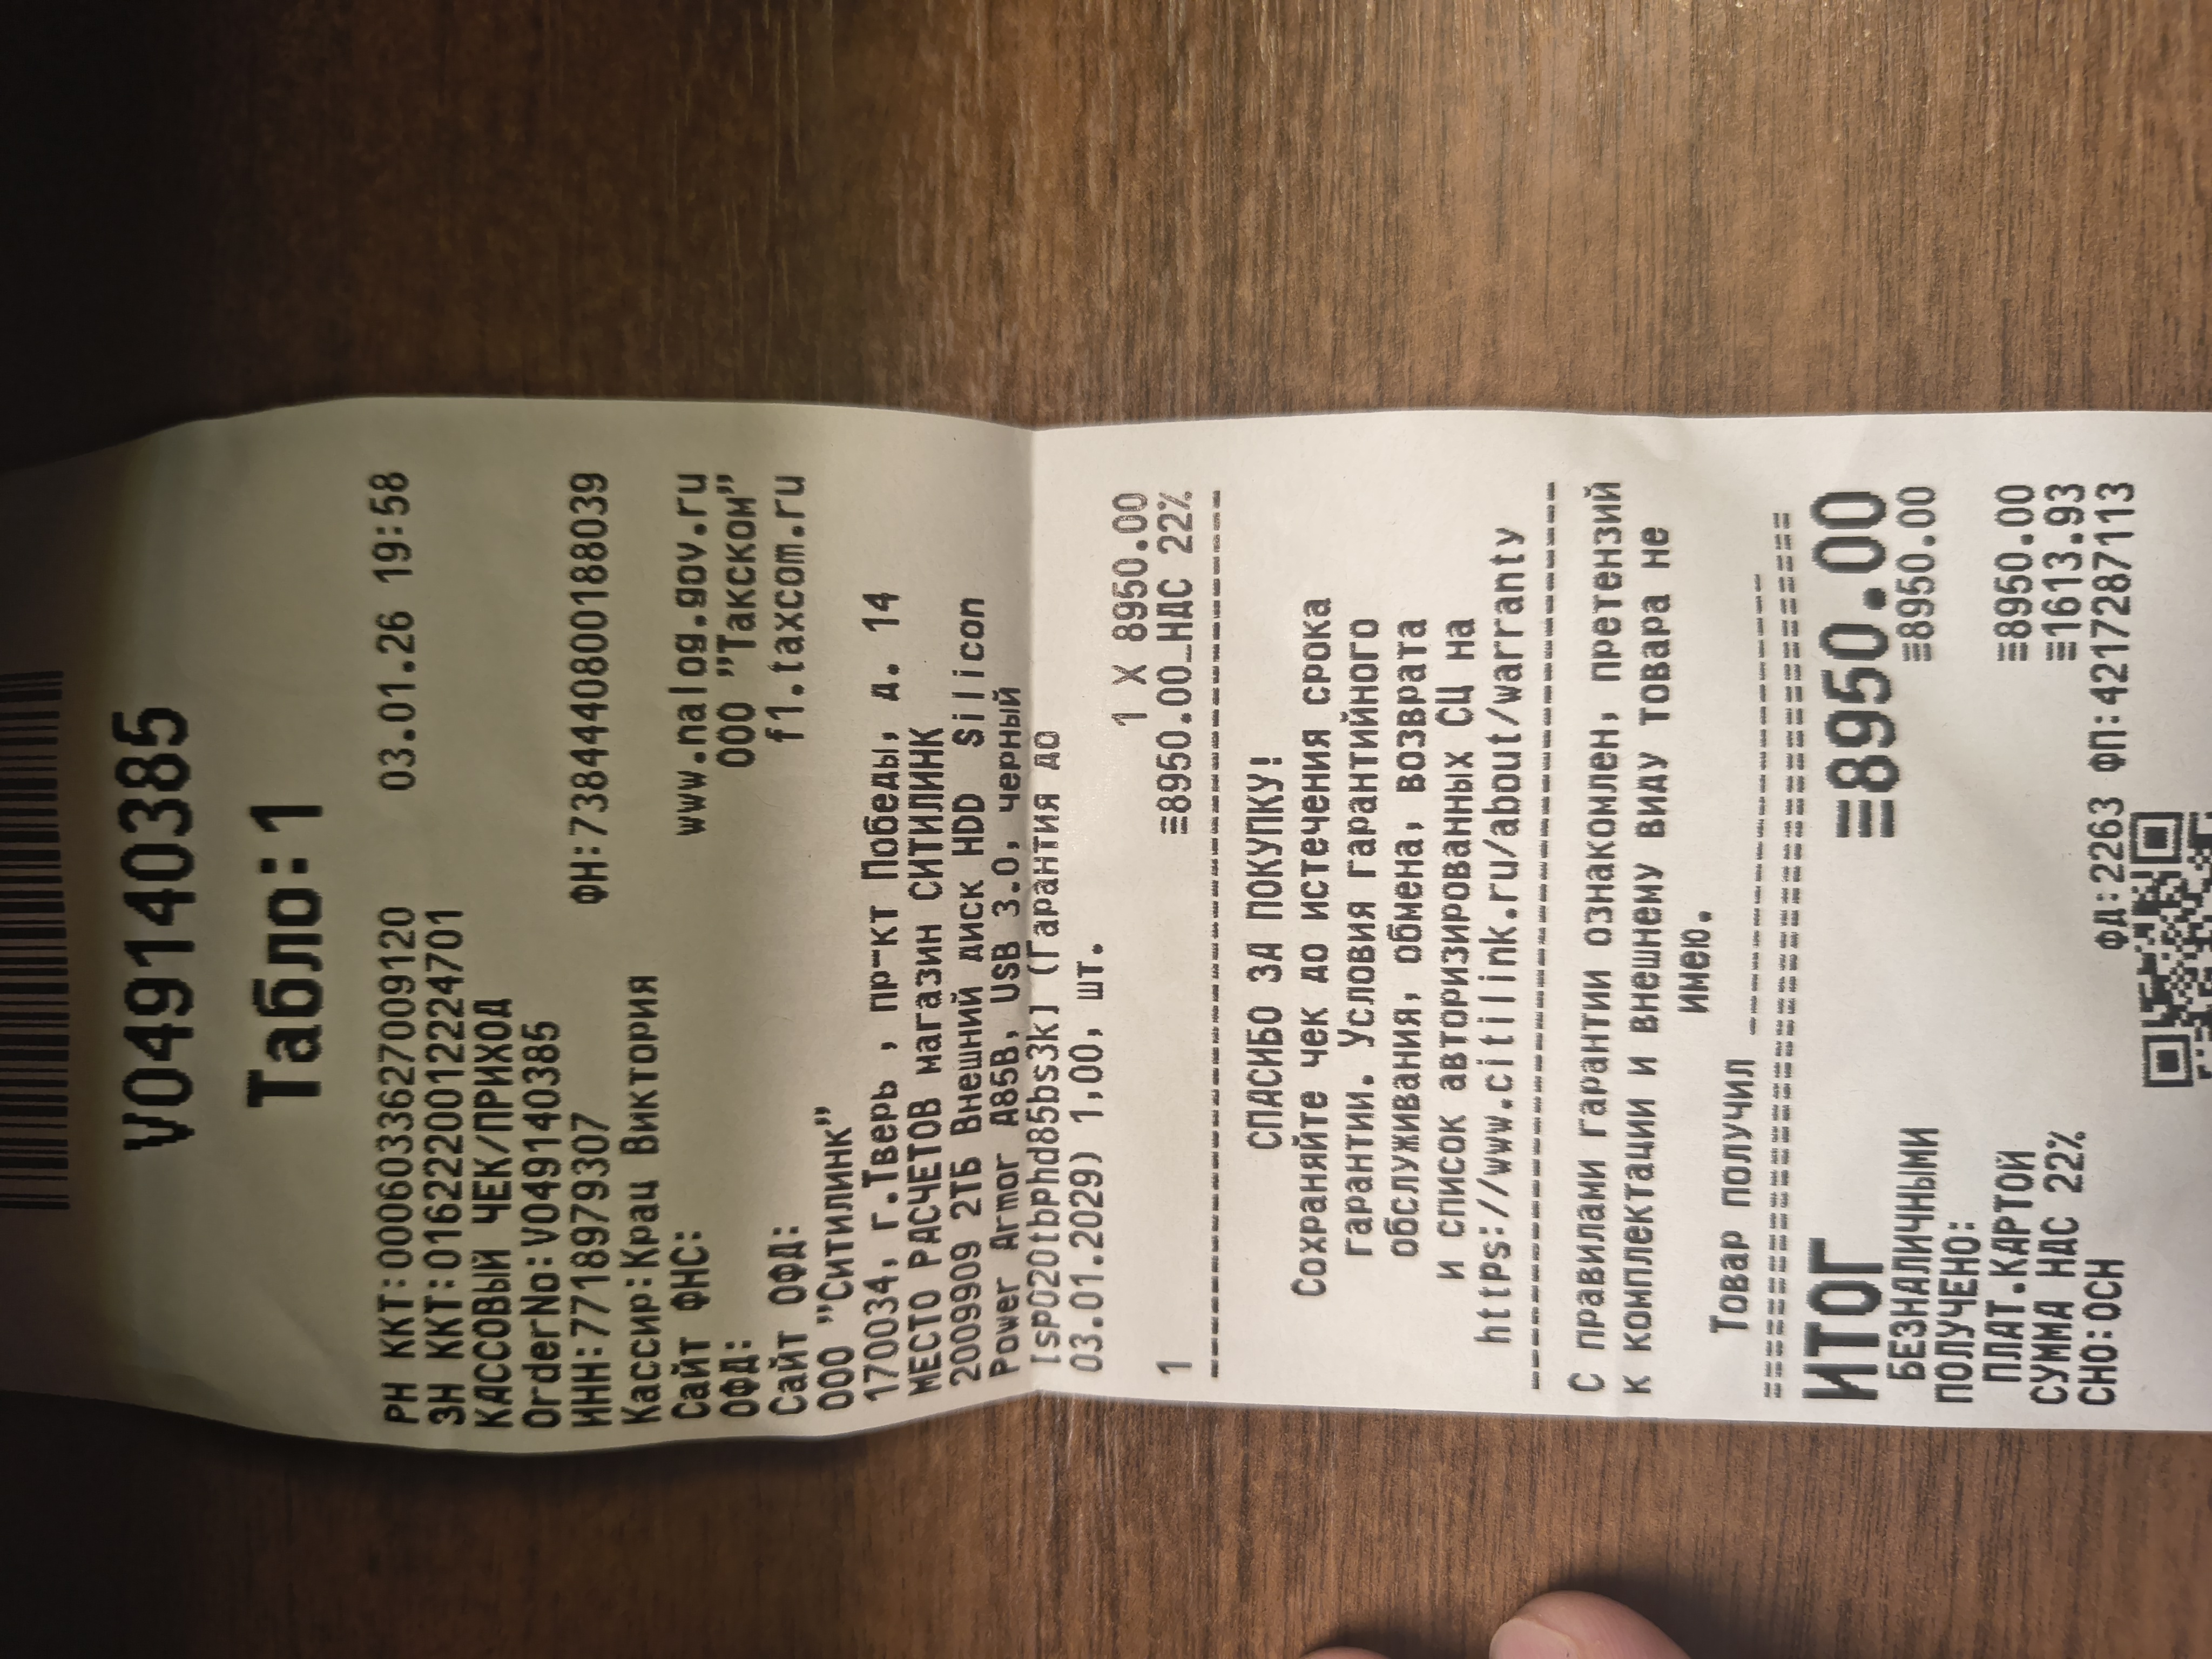 V049140385
Табло:1
РН ККТ:0006033627009120 03.01.26 19:58
ЗН ККТ:0162220012224701
КАССОВЫЙ ЧЕК/ПРИХОД
OrderNo:V049140385
ИНН:7718979307 ФН:7384440800188039
Кассир:Крац Виктория
Сайт ФНС: www.nalog.gov.ru
ОФД: ООО "Такском"
Сайт ОФД: f1.taxcom.ru
ООО "Ситилинк"
170034, г.Тверь , пр-кт Победы, д. 14
МЕСТО РАСЧЕТОВ магазин СИТИЛИНК
2009909 2ТБ Внешний диск HDD Silicon
Power Armor A85B, USB 3.0, черный
[sp020tbphd85bs3k] (Гарантия до
03.01.2029) 1,00, шт.
1 X 8950.00
1 ≡8950.00_НДС 22%
СПАСИБО ЗА ПОКУПКУ!
Сохраняйте чек до истечения срока
гарантии. Условия гарантийного
обслуживания, обмена, возврата
и список авторизированных СЦ на
https://www.citilink.ru/about/warranty
С правилами гарантии ознакомлен, претензий
к комплектации и внешнему виду товара не
имею.
Товар получил
ИТОГ ≡8950.00
БЕЗНАЛИЧНЫМИ ≡8950.00
ПОЛУЧЕНО:
ПЛАТ.КАРТОЙ ≡8950.00
СУММА НДС 22% ≡1613.93
СНО:ОСН ФД:2263 ФП:4217287113